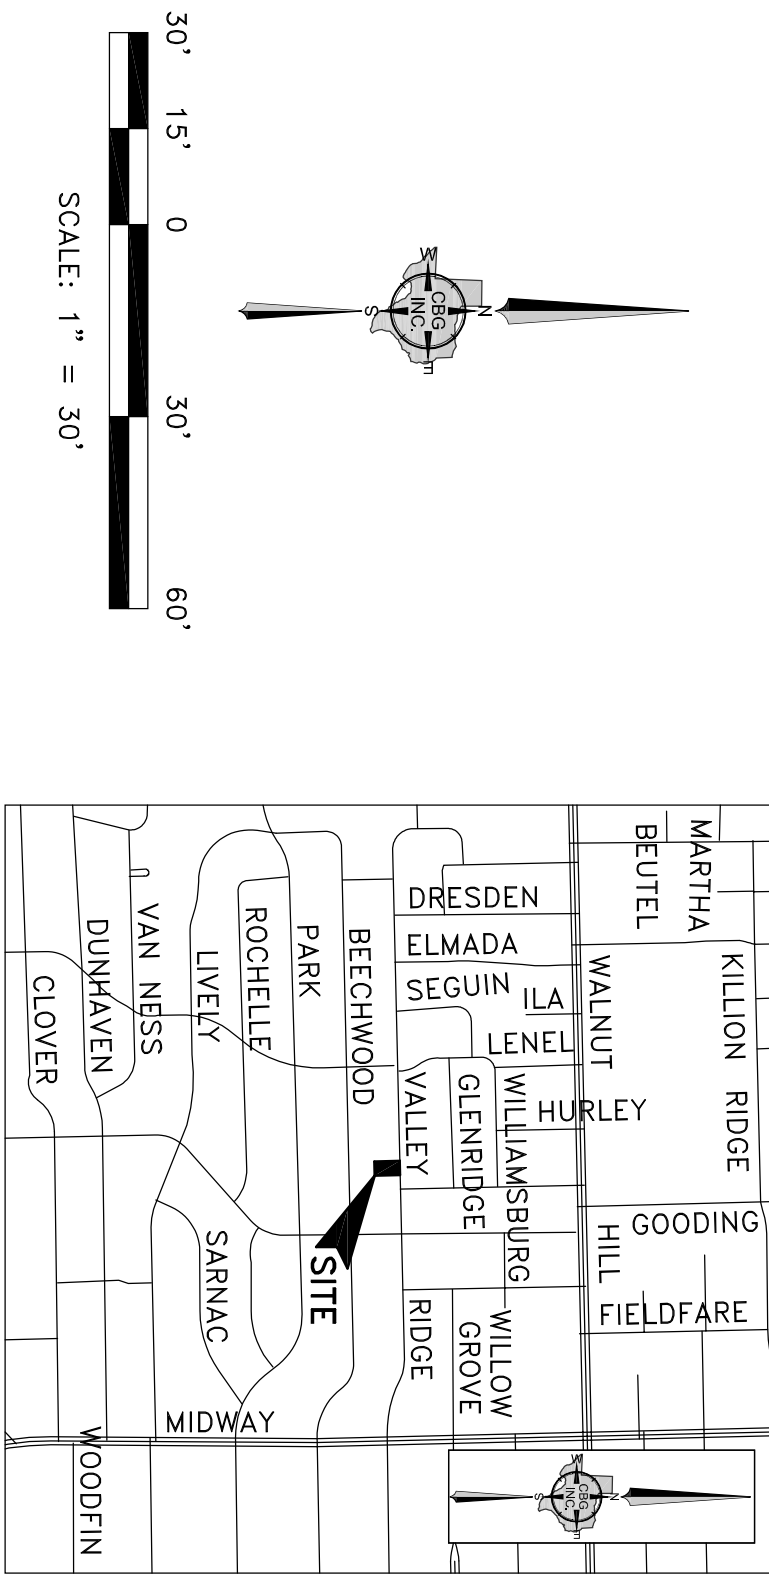 30' 15' 0 30' 60'
SCALE: 1" = 30'
N
W
CBG
INC.
E
S
MARTHA
BEUTEL
KILLION RIDGE
WALNUT HILL
GOODING
FIELDFARE
DRESDEN
ELMADA
SEGUIN
ILA
LENEL
HURLEY
WILLIAMSBURG
GLENRIDGE
VALLEY RIDGE
WILLOW
GROVE
BEECHWOOD
PARK
ROCHELLE
LIVELY
VAN NESS
DUNHAVEN
CLOVER
SARNAC
SITE
MIDWAY
WOODFIN
N
W
CBG
INC.
E
S